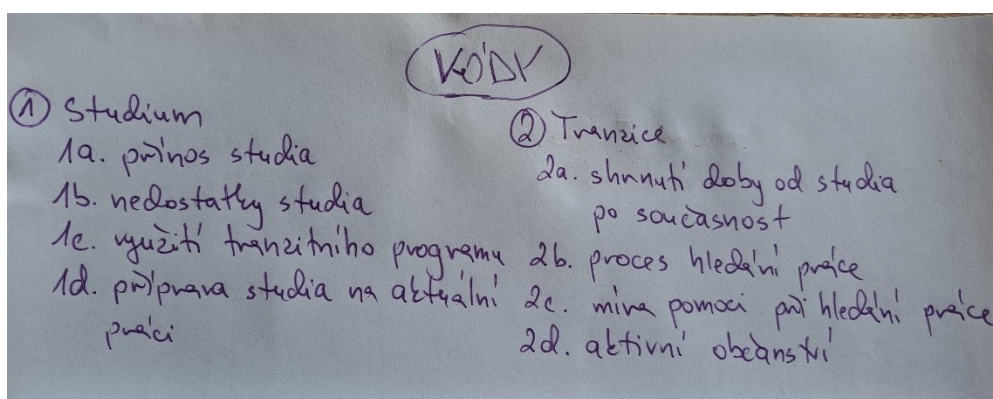 KÓDY
① Studium
1a. přínos studia
1b. nedostatky studia
1c. využití tranzitního programu
1d. příprava studia na aktuální
práci
② Tranzice
2a. shrnutí doby od studia
po současnost
2b. proces hledání práce
2c. míra pomoci při hledání práce
2d. aktivní občanství